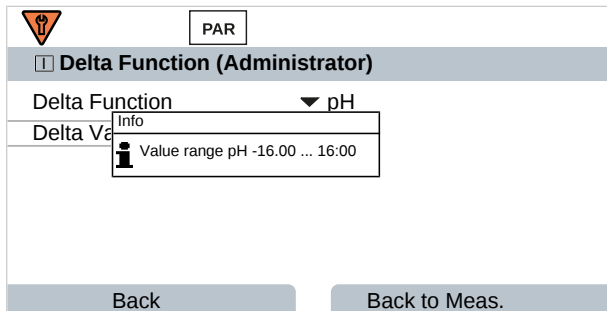 PAR
I Delta Function (Administrator)
Delta Function pH
Delta Va
Info
i Value range pH -16.00 ... 16:00
Back Back to Meas.